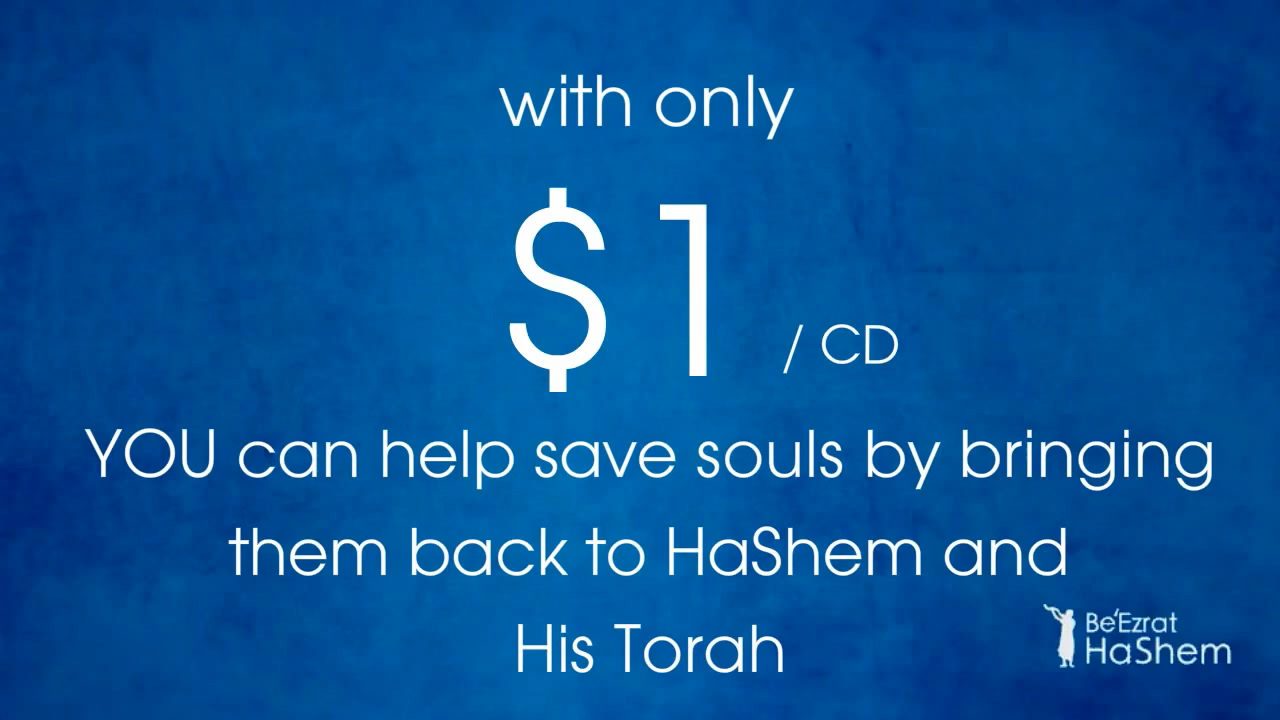 with only
$1 / CD
YOU can help save souls by bringing
them back to HaShem and
His Torah
Be'Ezrat
HaShem